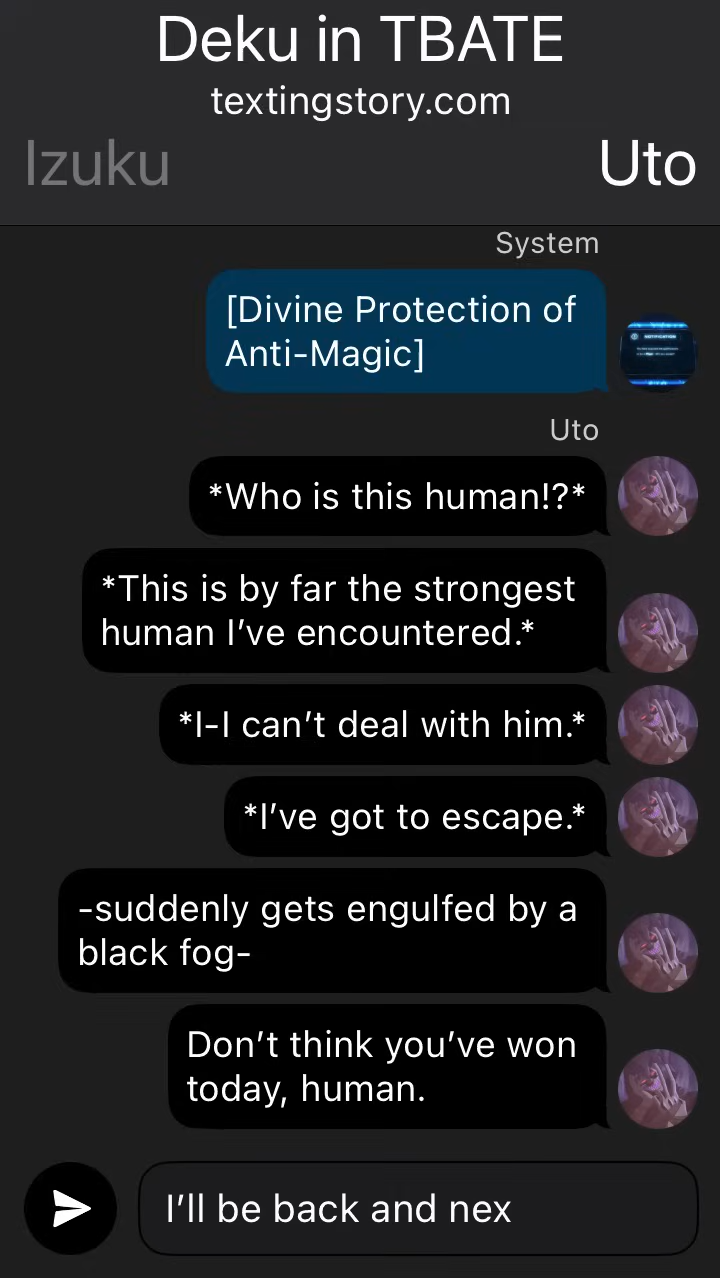 Deku in TBATE
textingstory.com
Izuku Uto
System
[Divine Protection of
Anti-Magic]
NOTIFICATION
Uto
*Who is this human!?*
*This is by far the strongest
human I've encountered.*
*I-I can't deal with him.*
*I've got to escape.*
-suddenly gets engulfed by a
black fog-
Don't think you've won
today, human.
I'll be back and nex